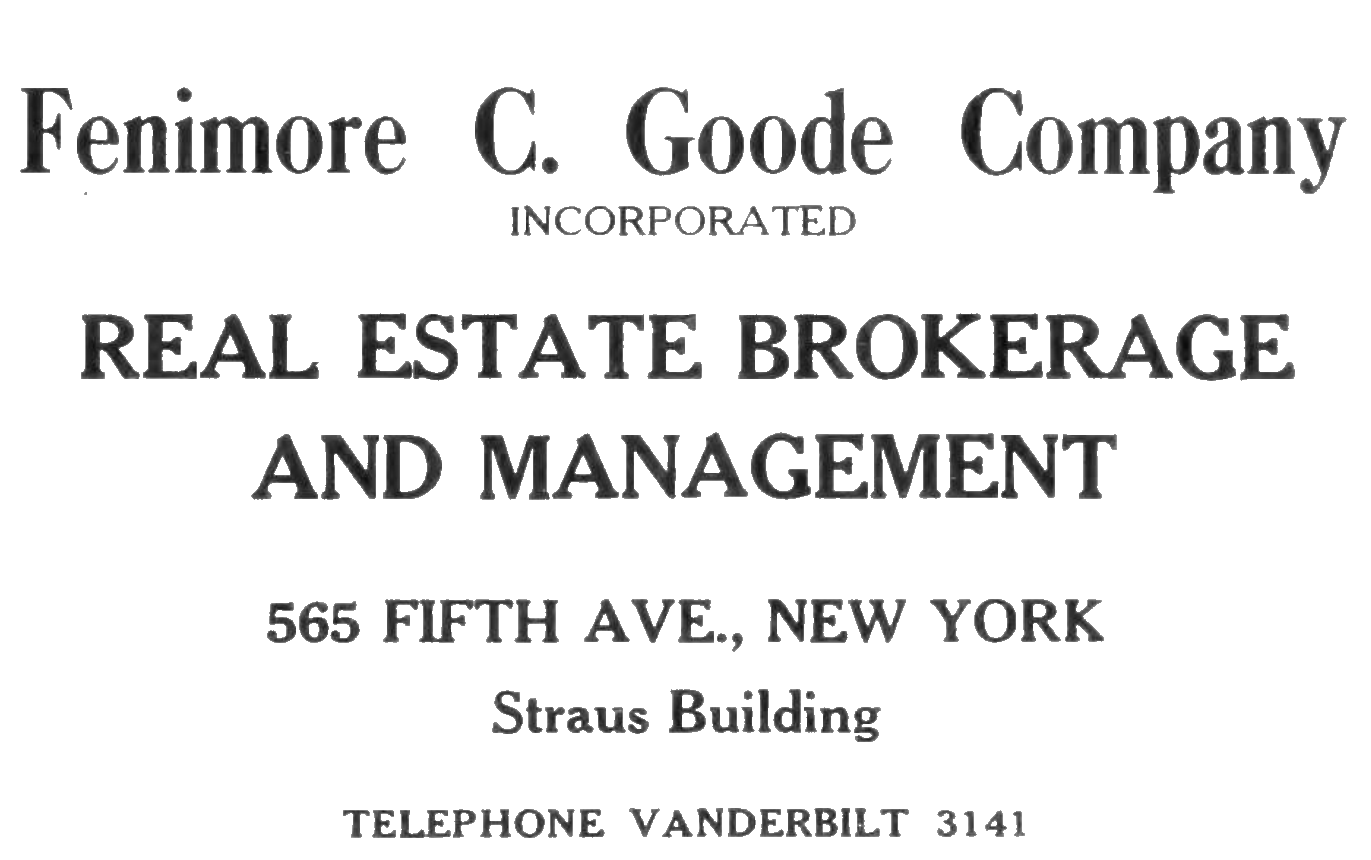 Fenimore C. Goode Company
INCORPORATED
REAL ESTATE BROKERAGE
AND MANAGEMENT
565 FIFTH AVE., NEW YORK
Straus Building
TELEPHONE VANDERBILT 3141